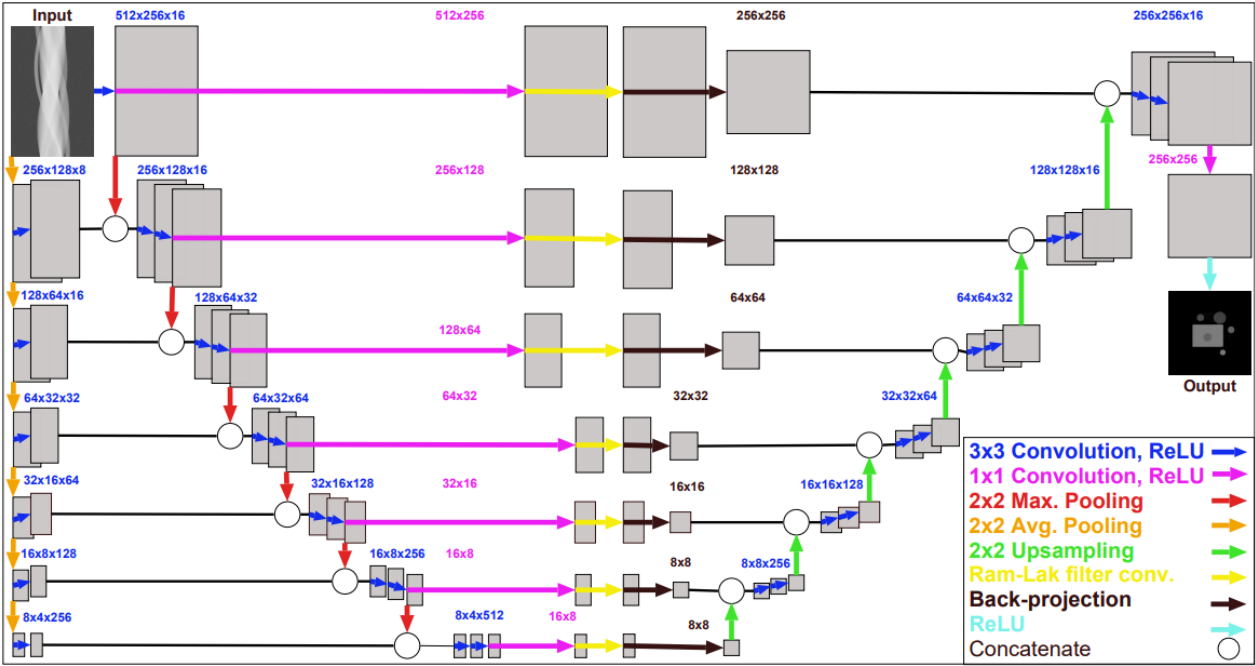 Input
512x256x16
512x256
256x256
256x256x16
256x128x8
256x128x16
256x128
128x128
128x128x16
256x256
128x64x16
128x64x32
128x64
64x64
64x64x32
Output
64x32x32
64x32x64
64x32
32x32
32x32x64
32x16x64
32x16x128
32x16
16x16
16x16x128
16x8x128
16x8x256
16x8
8x8
8x8x256
8x4x256
8x4x512
16x8
8x8
3x3 Convolution, ReLU
1x1 Convolution, ReLU
2x2 Max. Pooling
2x2 Avg. Pooling
2x2 Upsampling
Ram-Lak filter conv.
Back-projection
ReLU
Concatenate